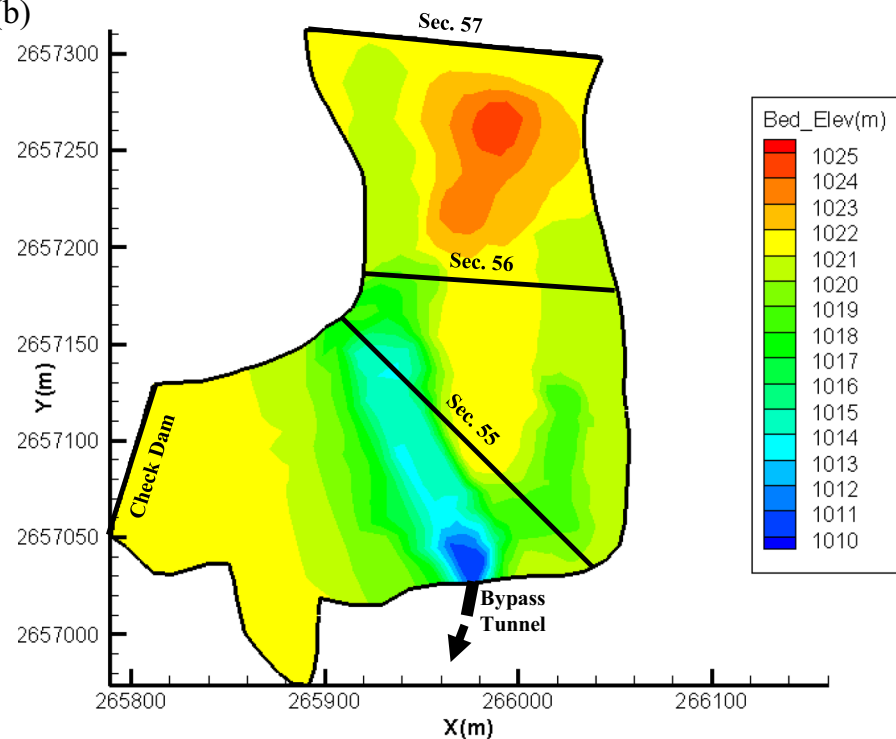 (b)
Sec. 57
2657300
2657250
2657200
2657150
2657100
2657050
2657000
Y(m)
Sec. 56
Sec. 55
Check Dam
Bypass
Tunnel
265800
265900
266000
266100
X(m)
Bed_Elev(m)
1025
1024
1023
1022
1021
1020
1019
1018
1017
1016
1015
1014
1013
1012
1011
1010